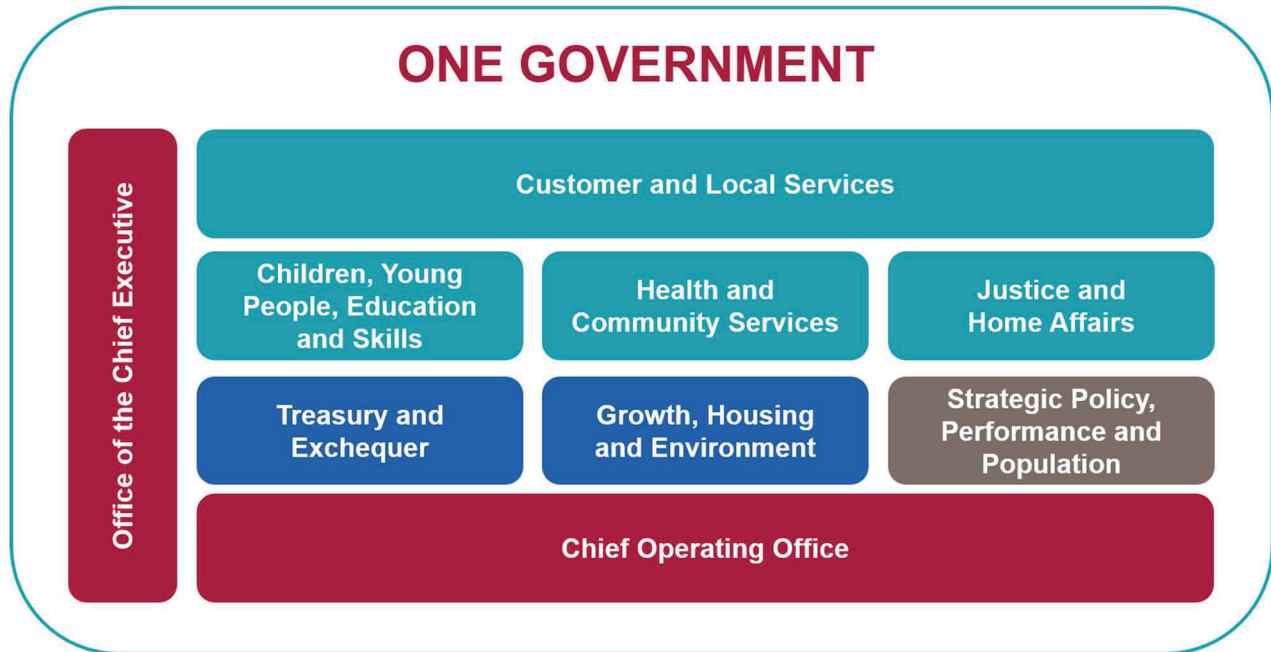 ONE GOVERNMENT
Office of the Chief Executive
Customer and Local Services
Children, Young
People, Education
and Skills
Health and
Community Services
Justice and
Home Affairs
Treasury and
Exchequer
Growth, Housing
and Environment
Strategic Policy,
Performance and
Population
Chief Operating Office